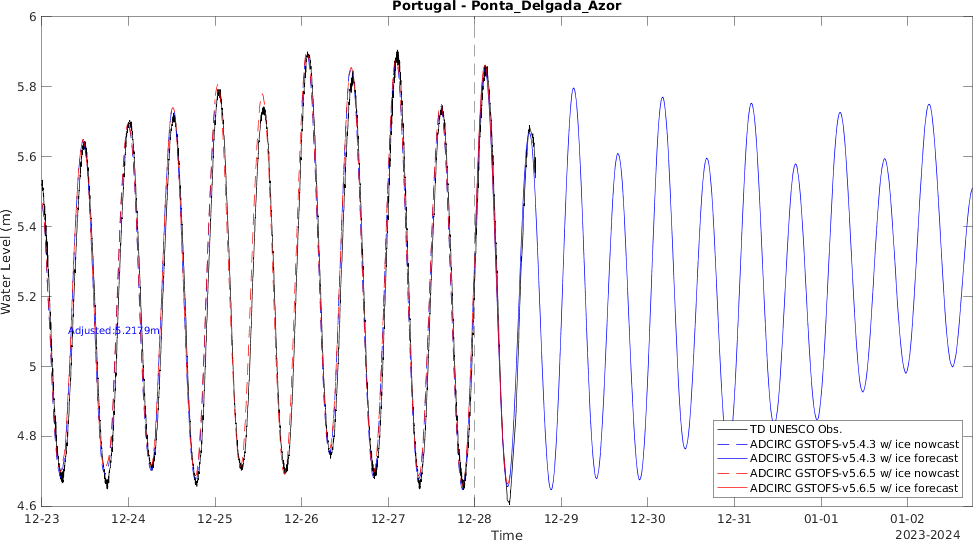 Portugal - Ponta_Delgada_Azor
6
5.8
5.6
5.4
5.2
5
4.8
4.6
Water Level (m)
Adjusted:5.2179m
TD UNESCO Obs.
ADCIRC GSTOFS-v5.4.3 w/ ice nowcast
ADCIRC GSTOFS-v5.4.3 w/ ice forecast
ADCIRC GSTOFS-v5.6.5 w/ ice nowcast
ADCIRC GSTOFS-v5.6.5 w/ ice forecast
12-23 12-24 12-25 12-26 12-27 12-28 12-29 12-30 12-31 01-01 01-02
Time
2023-2024